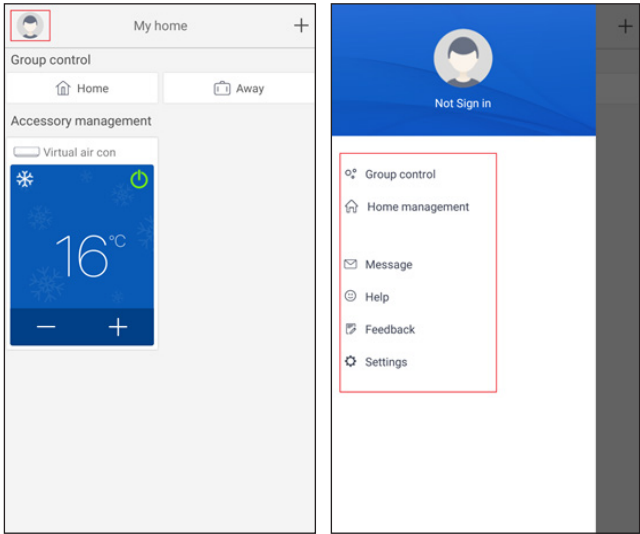 My home
Group control
Home
Away
Accessory management
Virtual air con
16°C
Not Sign in
Group control
Home management
Message
Help
Feedback
Settings